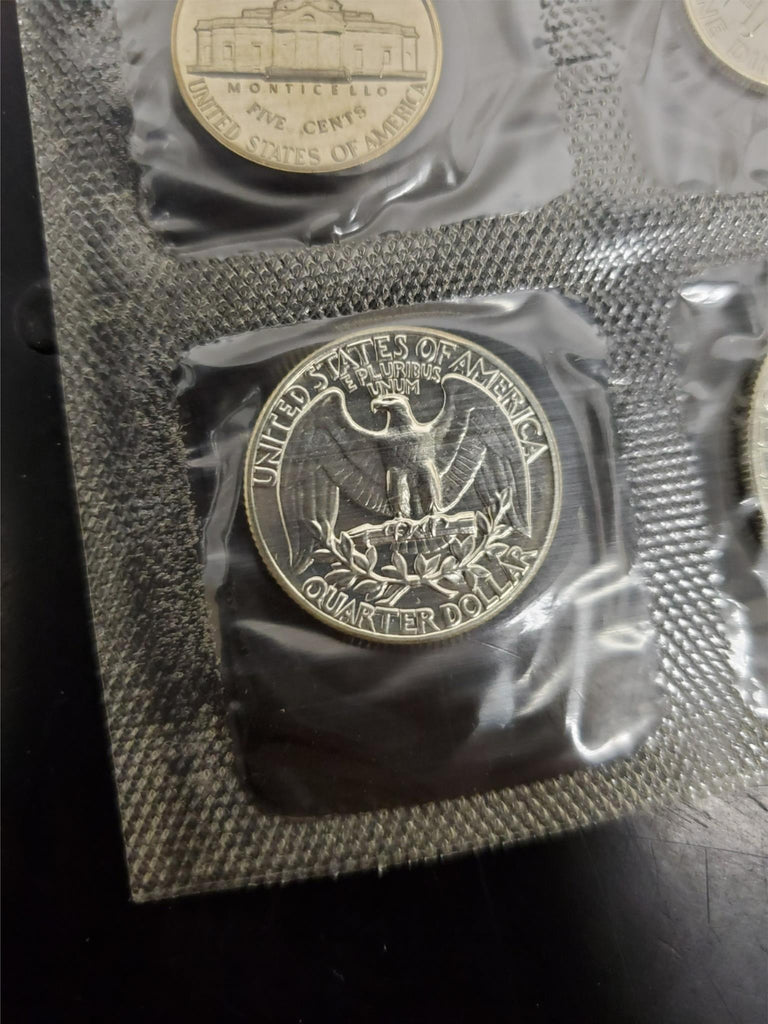 MONTICELLO
FIVE CENTS
UNITED STATES OF AMERICA
UNITED STATES OF AMERICA
E PLURIBUS
UNUM
QUARTER DOLLAR